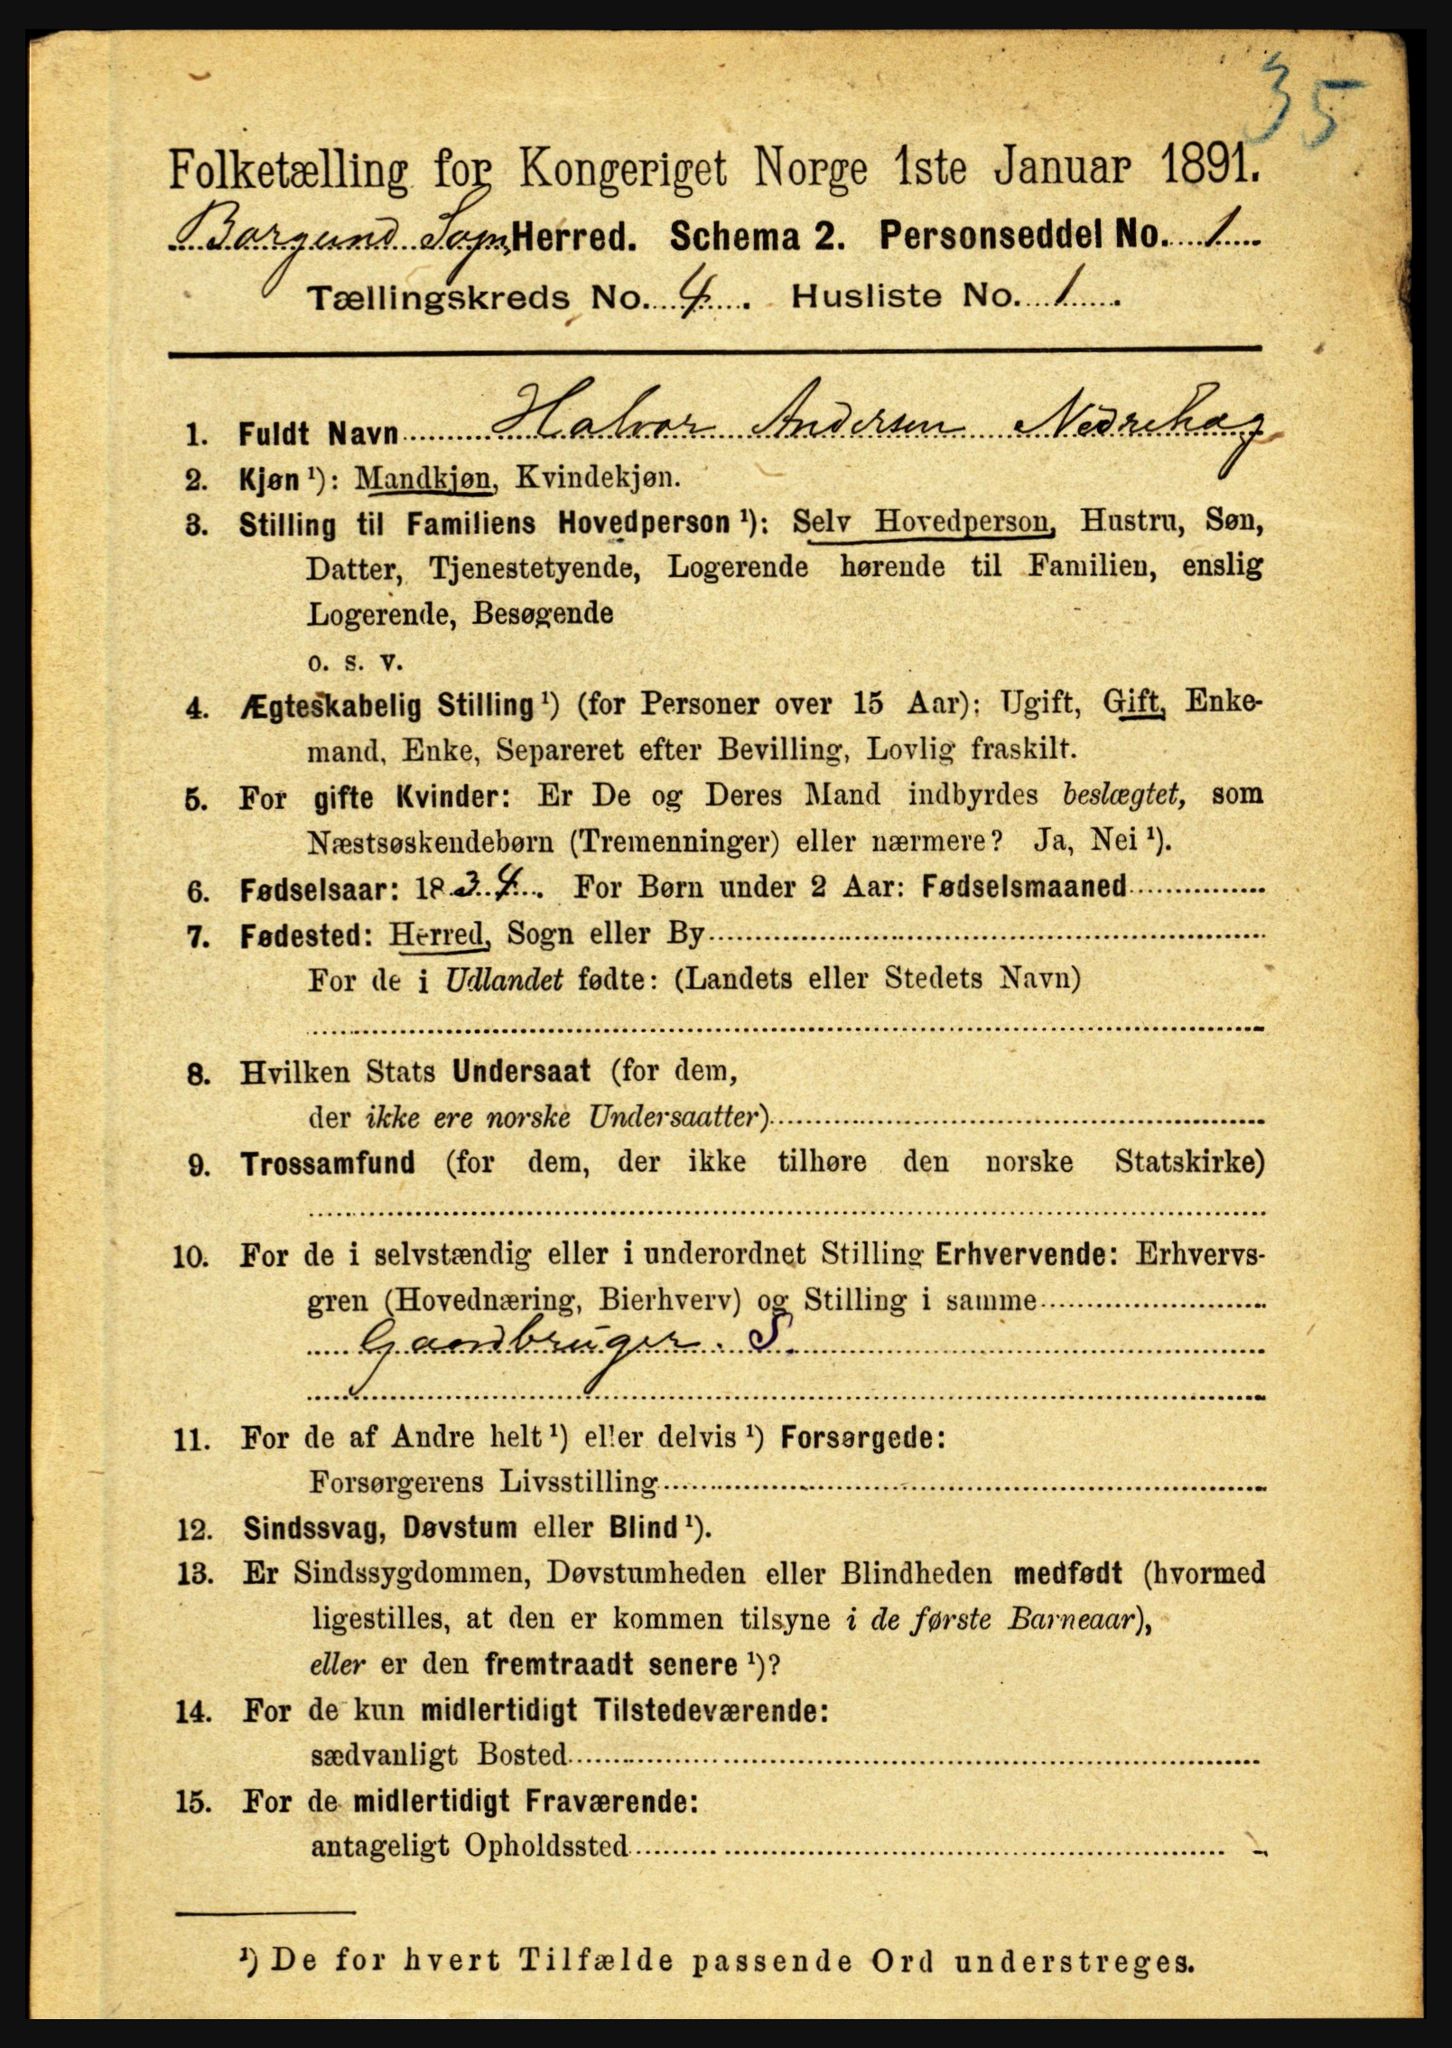 35
Folketælling for Kongeriget Norge 1ste Januar 1891.
Borgund Sogn Herred. Schema 2. Personseddel No. 1
Tællingskreds No. 4. Husliste No. 1.
1. Fuldt Navn Halvor Andersen Nedrehag
2. Kjøn ¹): Mandkjøn, Kvindekjøn.
3. Stilling til Familiens Hovedperson ¹): Selv Hovedperson, Hustru, Søn,
Datter, Tjenestetyende, Logerende hørende til Familien, enslig
Logerende, Besøgende
o. s. v.
4. Ægteskabelig Stilling ¹) (for Personer over 15 Aar): Ugift, Gift, Enke-
mand, Enke, Separeret efter Bevilling, Lovlig fraskilt.
5. For gifte Kvinder: Er De og Deres Mand indbyrdes beslægtet, som
Næstsøskendebørn (Tremenninger) eller nærmere? Ja, Nei ¹).
6. Fødselsaar: 1834. For Børn under 2 Aar: Fødselsmaaned
7. Fødested: Herred, Sogn eller By
For de i Udlandet fødte: (Landets eller Stedets Navn)
8. Hvilken Stats Undersaat (for dem,
der ikke ere norske Undersaatter)
9. Trossamfund (for dem, der ikke tilhøre den norske Statskirke)
10. For de i selvstændig eller i underordnet Stilling Erhvervende: Erhvervs-
gren (Hovednæring, Bierhverv) og Stilling i samme
Gaardbruger. S.
11. For de af Andre helt ¹) eller delvis ¹) Forsørgede:
Forsørgerens Livsstilling
12. Sindssvag, Døvstum eller Blind ¹).
13. Er Sindssygdommen, Døvstumheden eller Blindheden medfødt (hvormed
ligestilles, at den er kommen tilsyne i de første Barneaar),
eller er den fremtraadt senere ¹)?
14. For de kun midlertidigt Tilstedeværende:
sædvanligt Bosted
15. For de midlertidigt Fraværende:
antageligt Opholdssted
¹) De for hvert Tilfælde passende Ord understreges.